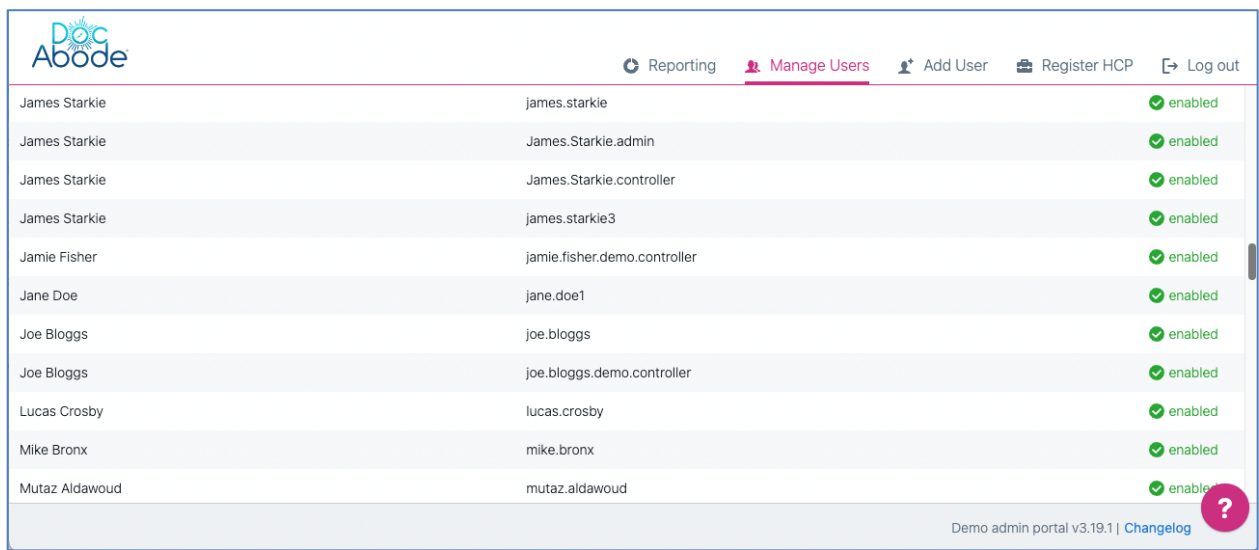 Doc
Abode
Reporting Manage Users Add User Register HCP Log out
James Starkie james.starkie enabled
James Starkie James.Starkie.admin enabled
James Starkie James.Starkie.controller enabled
James Starkie james.starkie3 enabled
Jamie Fisher jamie.fisher.demo.controller enabled
Jane Doe jane.doe1 enabled
Joe Bloggs joe.bloggs enabled
Joe Bloggs joe.bloggs.demo.controller enabled
Lucas Crosby lucas.crosby enabled
Mike Bronx mike.bronx enabled
Mutaz Aldawoud mutaz.aldawoud enable
?
Demo admin portal v3.19.1 | Changelog